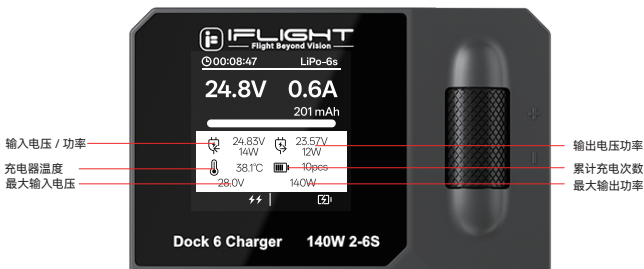 IFLIGHT
Flight Beyond Vision
00:08:47 LiPo-6s
24.8V 0.6A
201 mAh
输入电压 / 功率 24.83V 23.57V 输出电压功率
14W 12W
充电器温度 38.1℃ 10pcs 累计充电次数
最大输入电压 28.0V 140W 最大输出功率
Dock 6 Charger 140W 2-6S